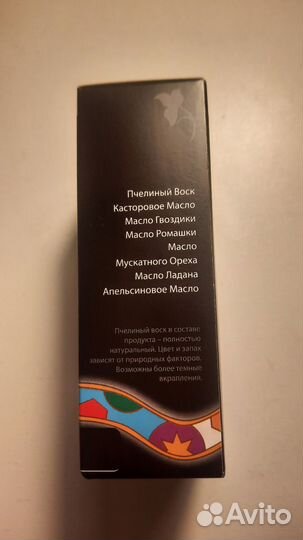 Пчелиный Воск
Касторовое Масло
Масло Гвоздики
Масло Ромашки
Масло
Мускатного Ореха
Масло Ладана
Апельсиновое Масло
Пчелиный воск в составе
продукта – полностью
натуральный. Цвет и запах
зависят от природных факторов.
Возможны более темные
вкрапления.
Avito